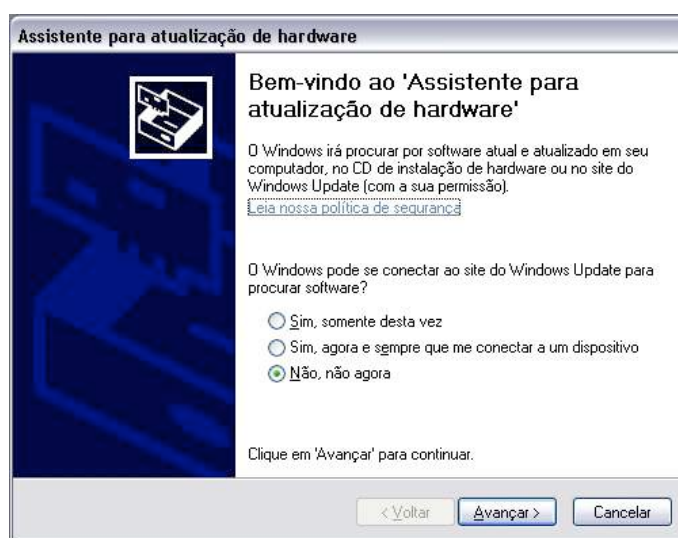 Assistente para atualização de hardware
Bem-vindo ao 'Assistente para
atualização de hardware'
O Windows irá procurar por software atual e atualizado em seu
computador, no CD de instalação de hardware ou no site do
Windows Update (com a sua permissão).
Leia nossa política de segurança
O Windows pode se conectar ao site do Windows Update para
procurar software?
Sim, somente desta vez
Sim, agora e sempre que me conectar a um dispositivo
Não, não agora
Clique em 'Avançar' para continuar.
< Voltar Avançar > Cancelar